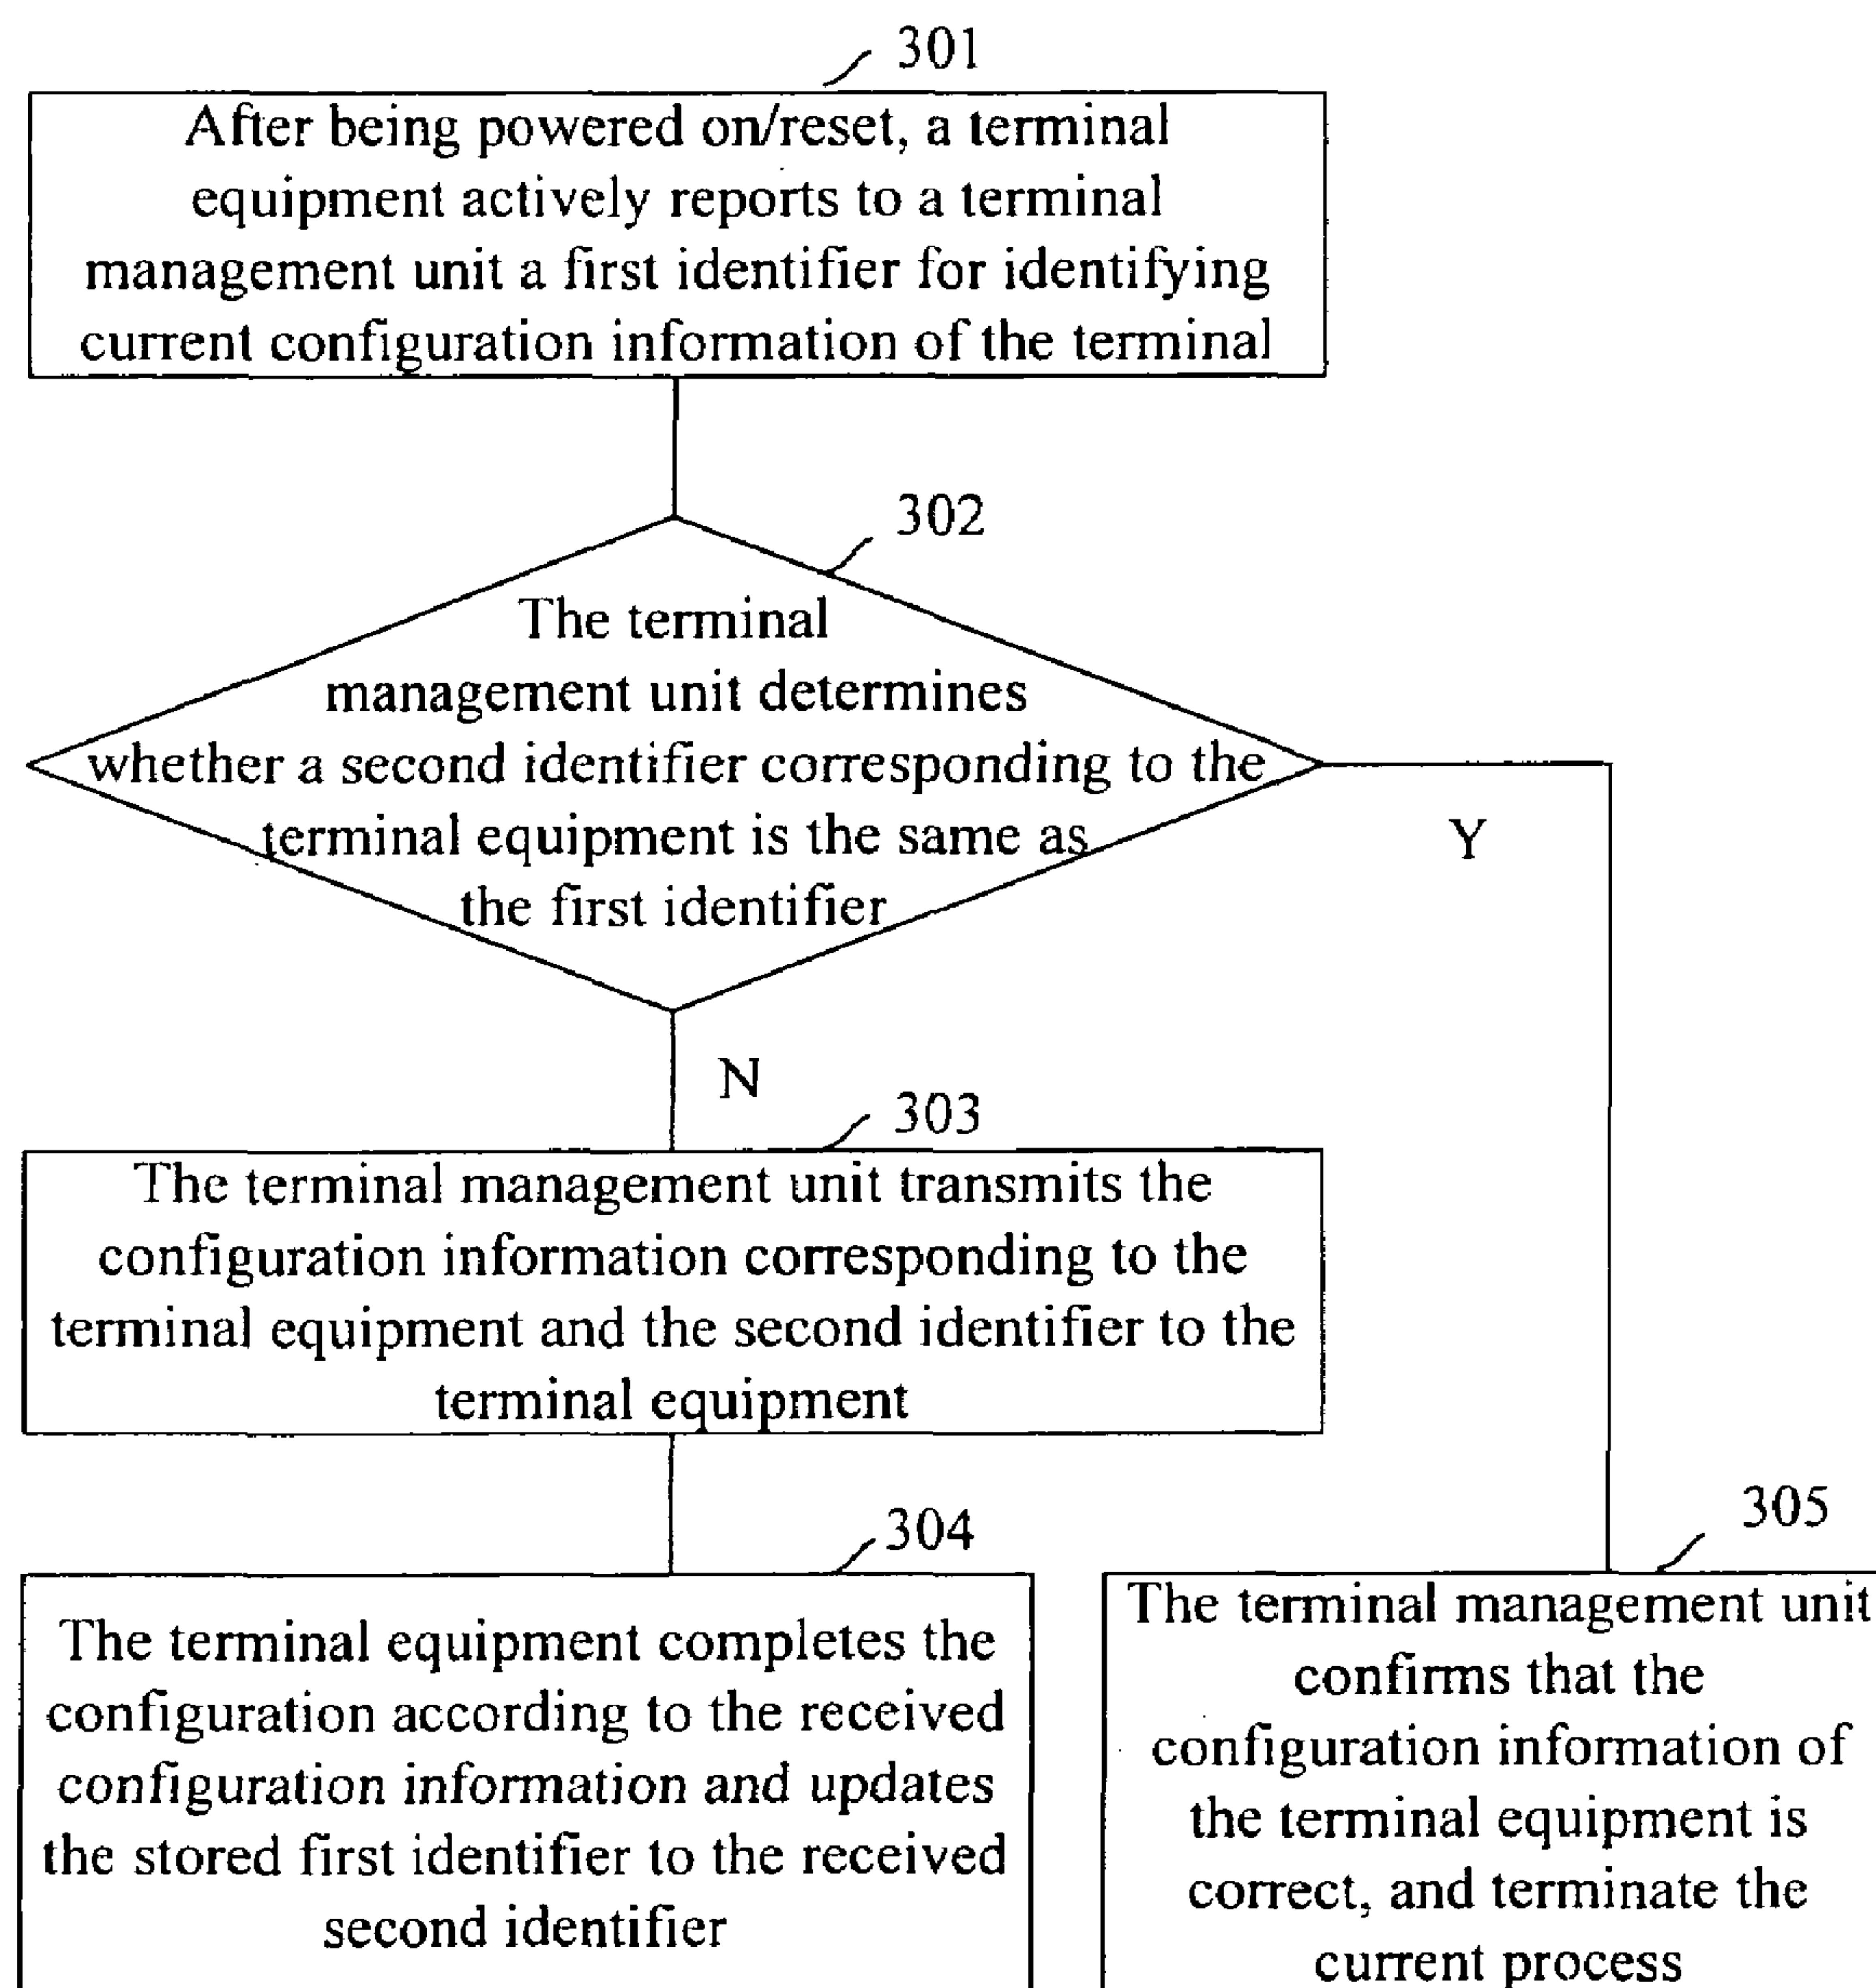 301
After being powered on/reset, a terminal
equipment actively reports to a terminal
management unit a first identifier for identifying
current configuration information of the terminal
302
The terminal
management unit determines
whether a second identifier corresponding to the
terminal equipment is the same as
the first identifier
Y
N
303
The terminal management unit transmits the
configuration information corresponding to the
terminal equipment and the second identifier to the
terminal equipment
304
The terminal equipment completes the
configuration according to the received
configuration information and updates
the stored first identifier to the received
second identifier
305
The terminal management unit
confirms that the
configuration information of
the terminal equipment is
correct, and terminate the
current process